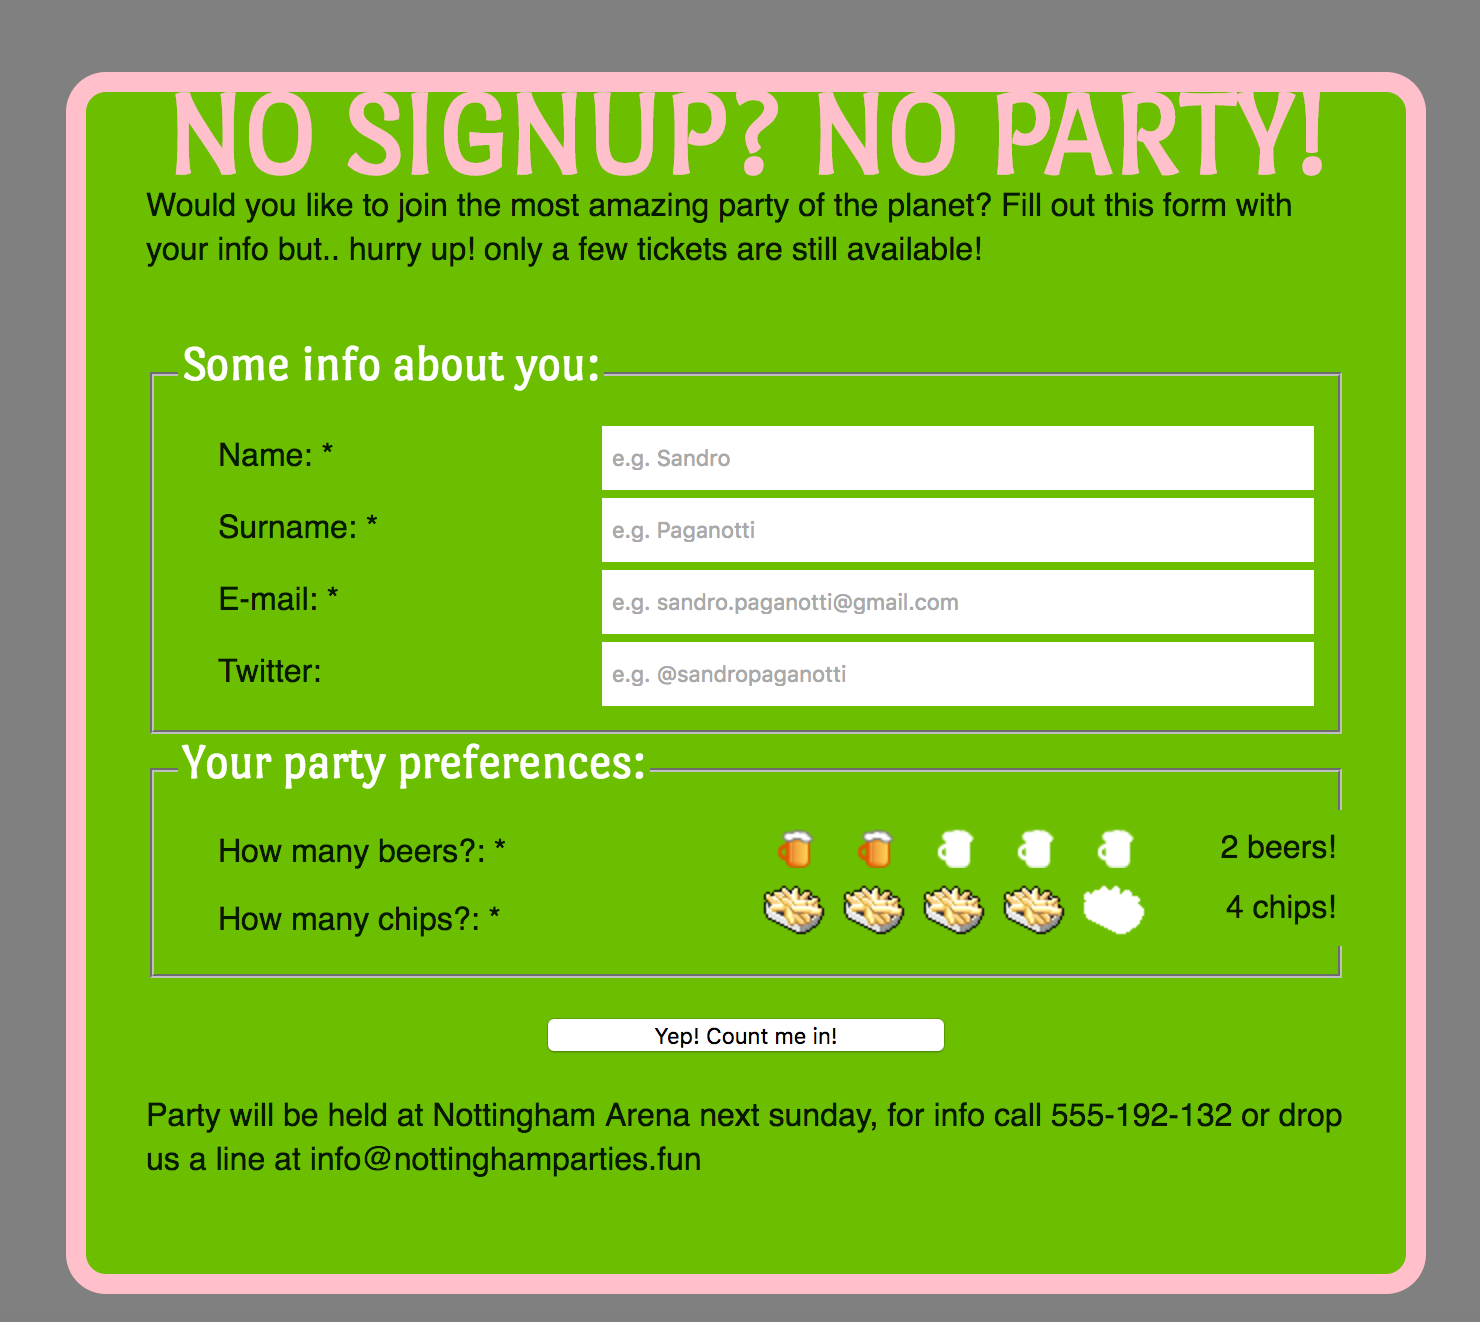 NO SIGNUP? NO PARTY!
Would you like to join the most amazing party of the planet? Fill out this form with
your info but.. hurry up! only a few tickets are still available!
Some info about you:
Name: * e.g. Sandro
Surname: * e.g. Paganotti
E-mail: * e.g. sandro.paganotti@gmail.com
Twitter: e.g. @sandropaganotti
Your party preferences:
How many beers?: * 2 beers!
How many chips?: * 4 chips!
Yep! Count me in!
Party will be held at Nottingham Arena next sunday, for info call 555-192-132 or drop
us a line at info@nottinghamparties.fun